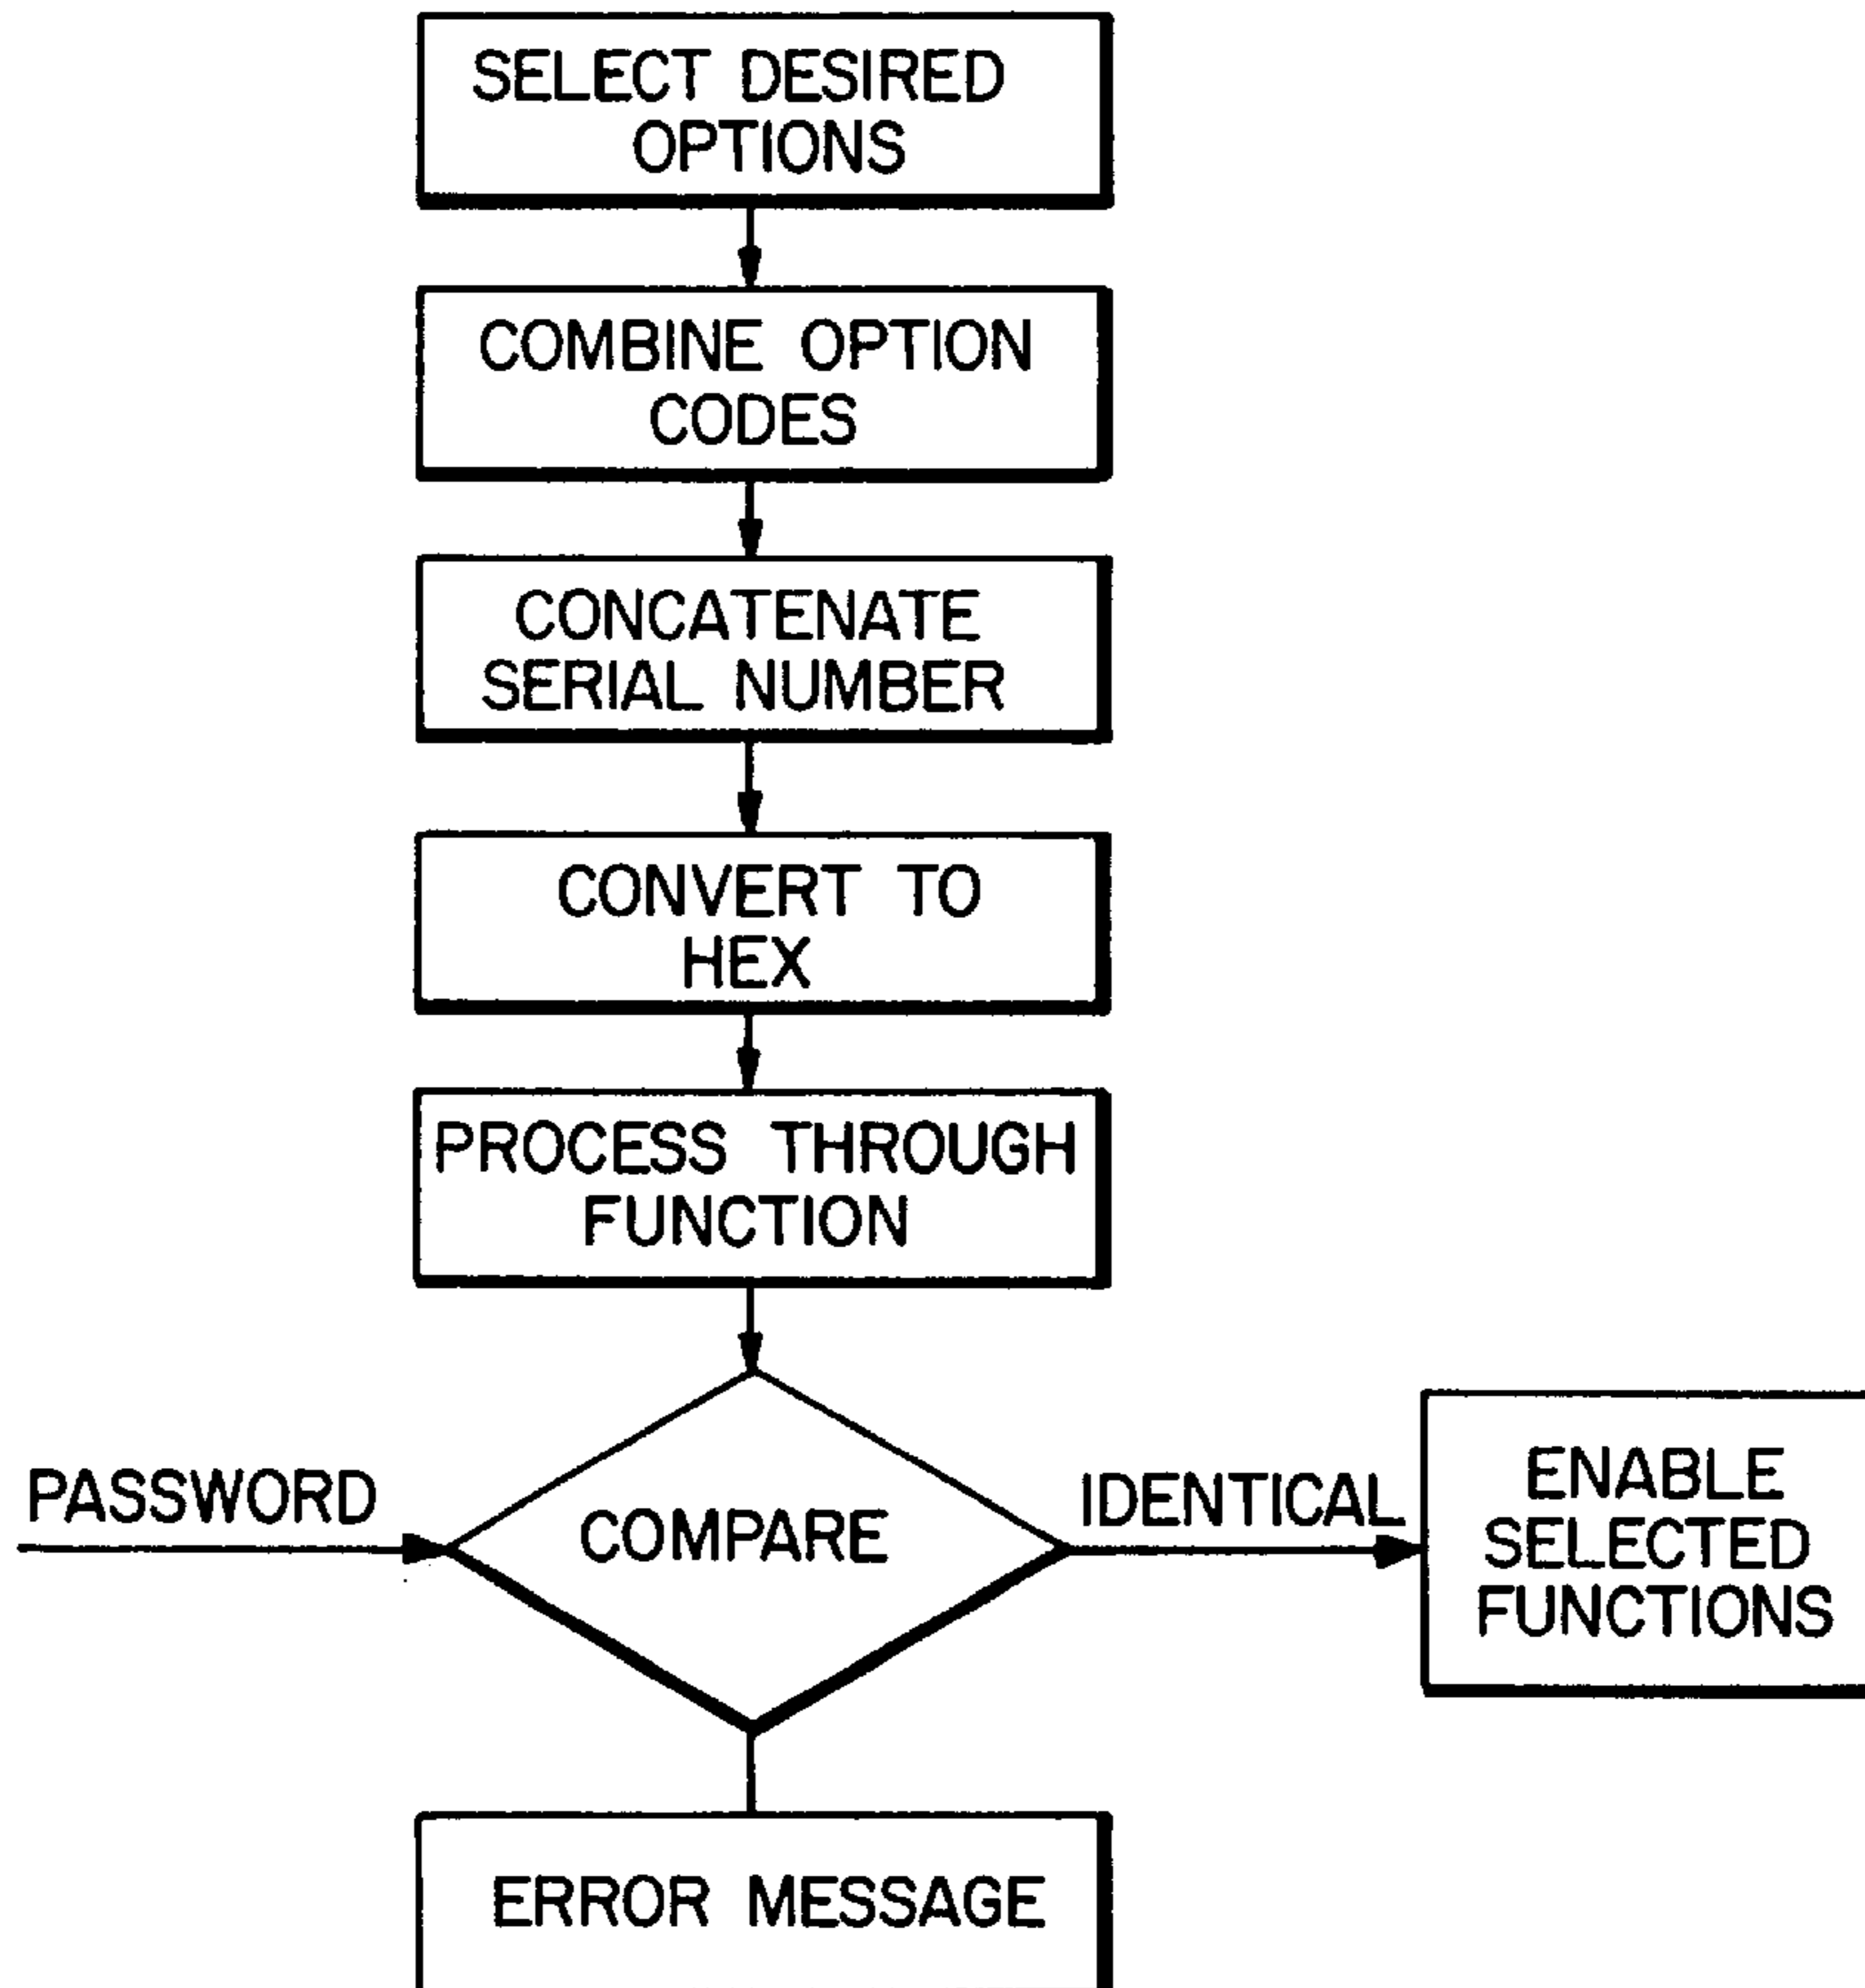 SELECT DESIRED
OPTIONS
COMBINE OPTION
CODES
CONCATENATE
SERIAL NUMBER
CONVERT TO
HEX
PROCESS THROUGH
FUNCTION
PASSWORD
COMPARE
IDENTICAL
ENABLE
SELECTED
FUNCTIONS
ERROR MESSAGE